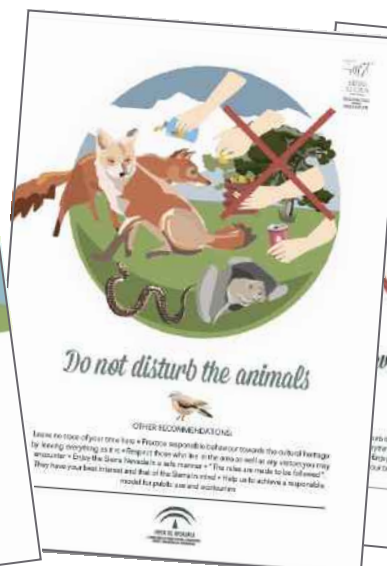 Do not disturb the animals
OTHER RECOMMENDATIONS:
Leave no trace of your time here • Practice responsible behaviour towards the cultural heritage
by leaving everything as it is • Respect those who live in the area as well as any visitors you may
encounter • Enjoy the Sierra Nevada in a safe manner • "The rules are made to be followed".
They have your best interest and that of the Sierra in mind • Help us to achieve a responsible
model for public use and ecotourism